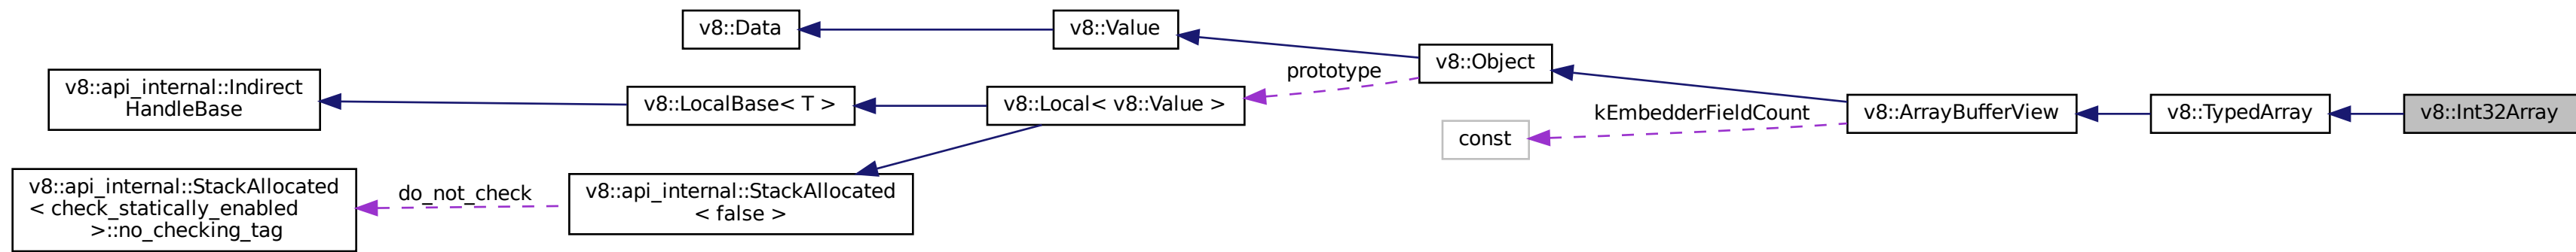 v8::Data
v8::Value
v8::Object
prototype
v8::api_internal::Indirect
HandleBase
v8::LocalBase< T >
v8::Local< v8::Value >
kEmbedderFieldCount
const
v8::ArrayBufferView
v8::TypedArray
v8::Int32Array
v8::api_internal::StackAllocated
< check_statically_enabled
>::no_checking_tag
do_not_check
v8::api_internal::StackAllocated
< false >